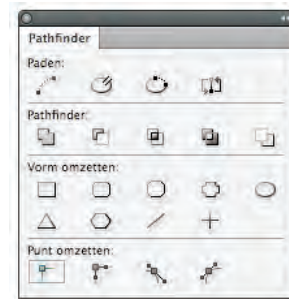 Pathfinder
Paden:
Pathfinder:
Vorm omzetten:
Punt omzetten: